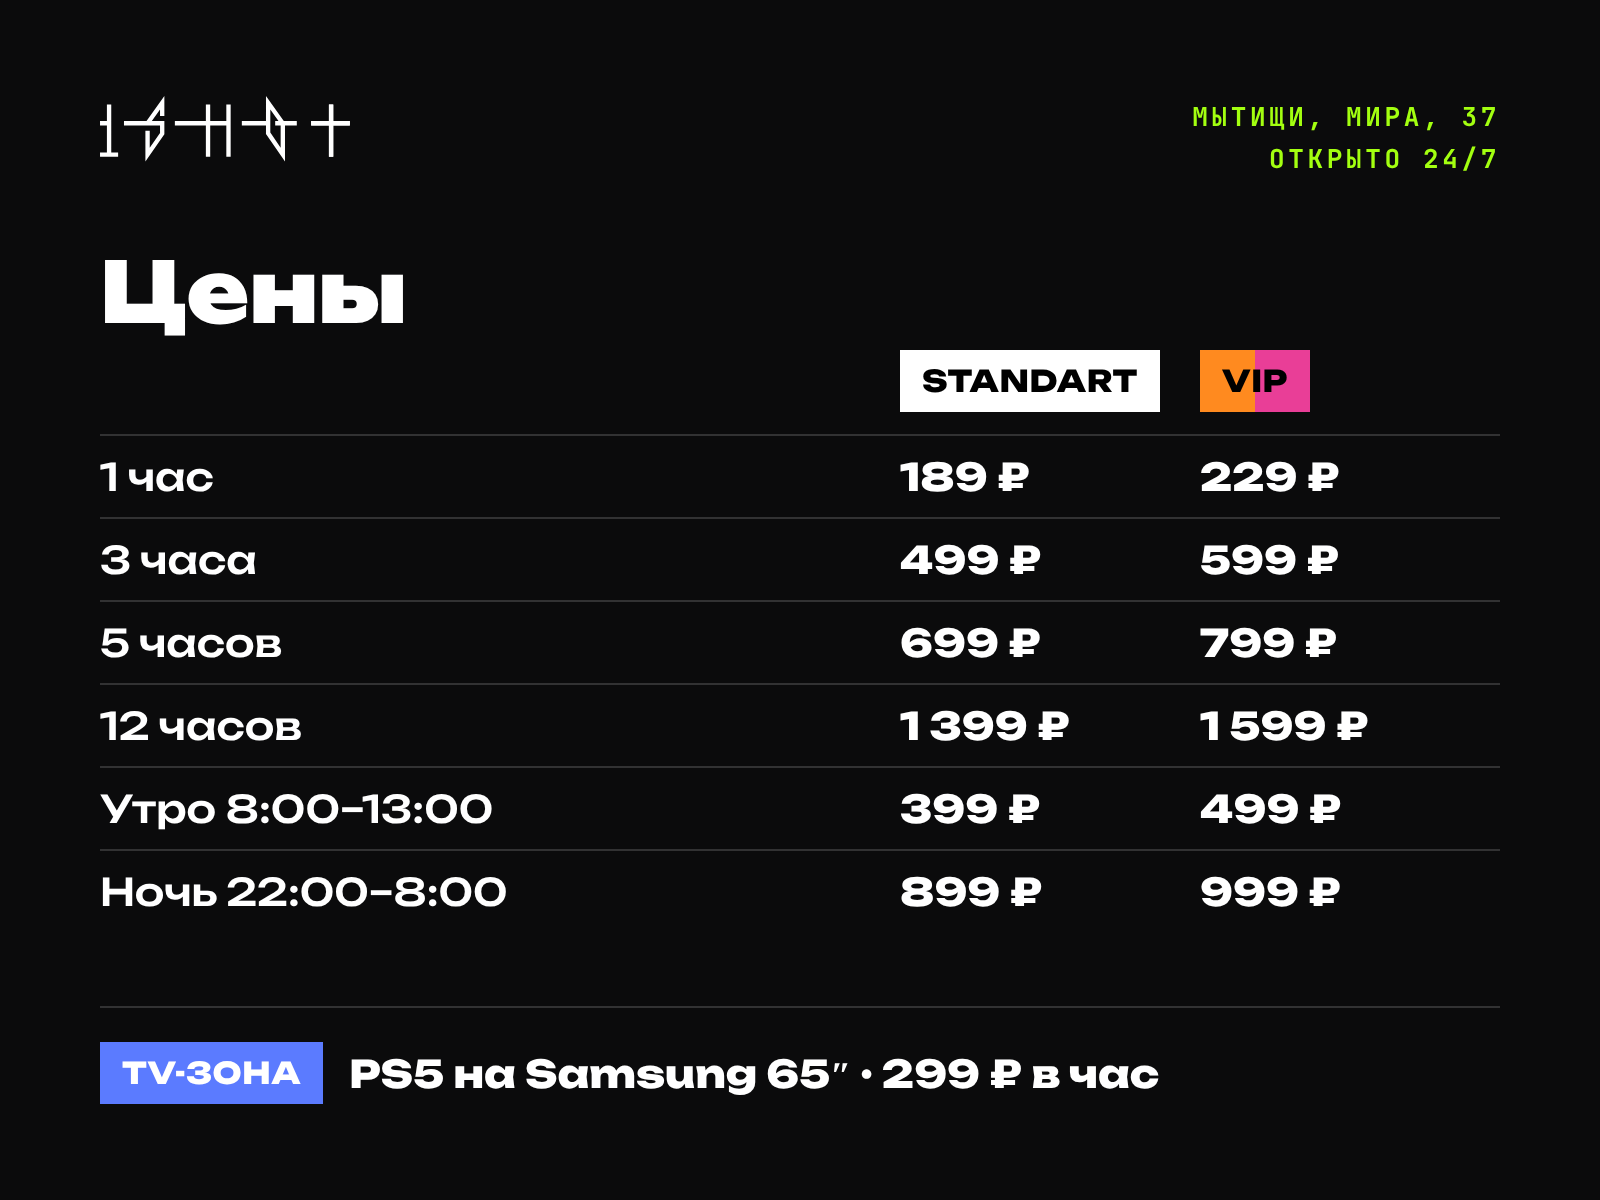 МЫТИЩИ, МИРА, 37
ОТКРЫТО 24/7
Цены
STANDART VIP
1 час 189 ₽ 229 ₽
3 часа 499 ₽ 599 ₽
5 часов 699 ₽ 799 ₽
12 часов 1 399 ₽ 1 599 ₽
Утро 8:00–13:00 399 ₽ 499 ₽
Ночь 22:00–8:00 899 ₽ 999 ₽
TV-ЗОНА PS5 на Samsung 65″ · 299 ₽ в час